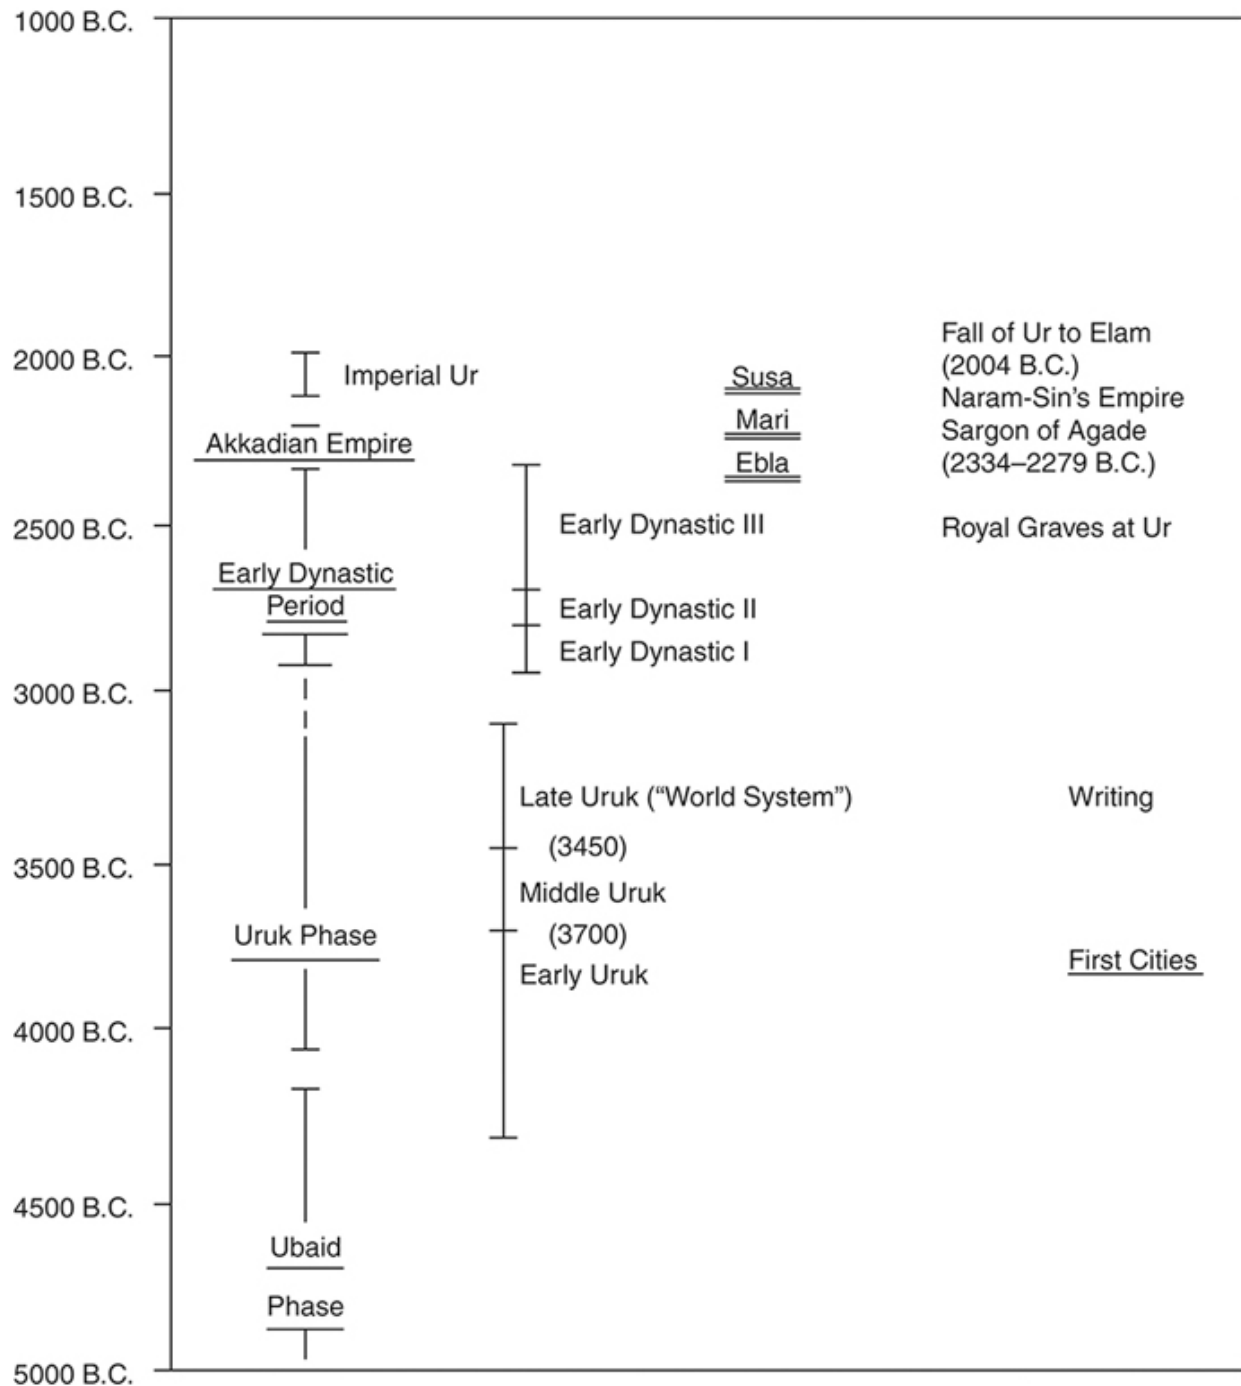 1000 B.C.
1500 B.C.
2000 B.C.
2500 B.C.
3000 B.C.
3500 B.C.
4000 B.C.
4500 B.C.
5000 B.C.
Imperial Ur
Akkadian Empire
Early Dynastic
Period
Uruk Phase
Ubaid
Phase
Early Dynastic III
Early Dynastic II
Early Dynastic I
Late Uruk (“World System”)
(3450)
Middle Uruk
(3700)
Early Uruk
Susa
Mari
Ebla
Fall of Ur to Elam
(2004 B.C.)
Naram-Sin’s Empire
Sargon of Agade
(2334–2279 B.C.)
Royal Graves at Ur
Writing
First Cities